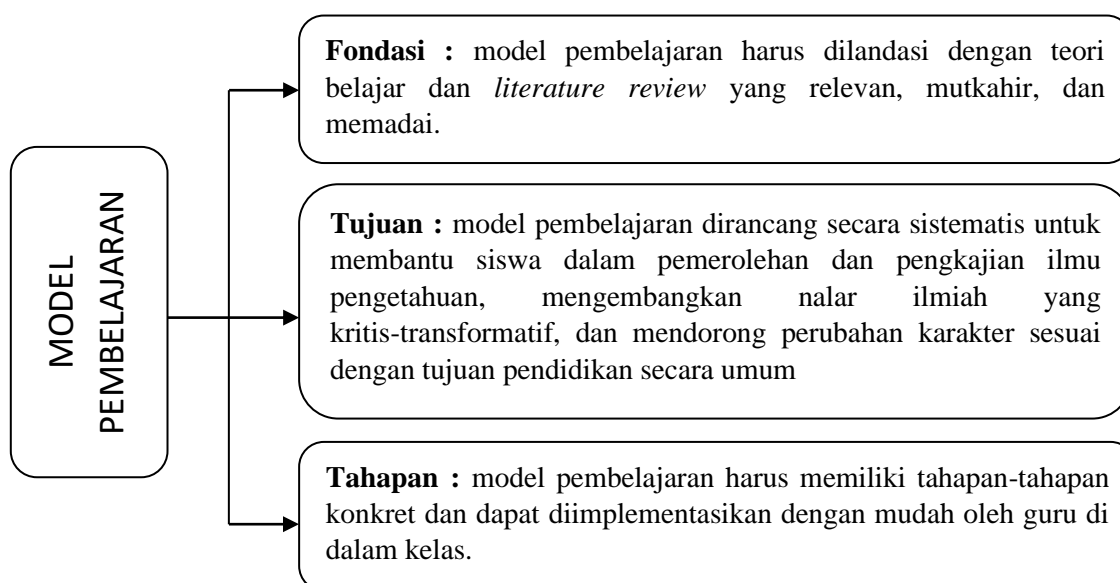 MODEL
PEMBELAJARAN
Fondasi : model pembelajaran harus dilandasi dengan teori
belajar dan literature review yang relevan, mutkahir, dan
memadai.
Tujuan : model pembelajaran dirancang secara sistematis untuk
membantu siswa dalam pemerolehan dan pengkajian ilmu
pengetahuan, mengembangkan nalar ilmiah yang
kritis-transformatif, dan mendorong perubahan karakter sesuai
dengan tujuan pendidikan secara umum
Tahapan : model pembelajaran harus memiliki tahapan-tahapan
konkret dan dapat diimplementasikan dengan mudah oleh guru di
dalam kelas.